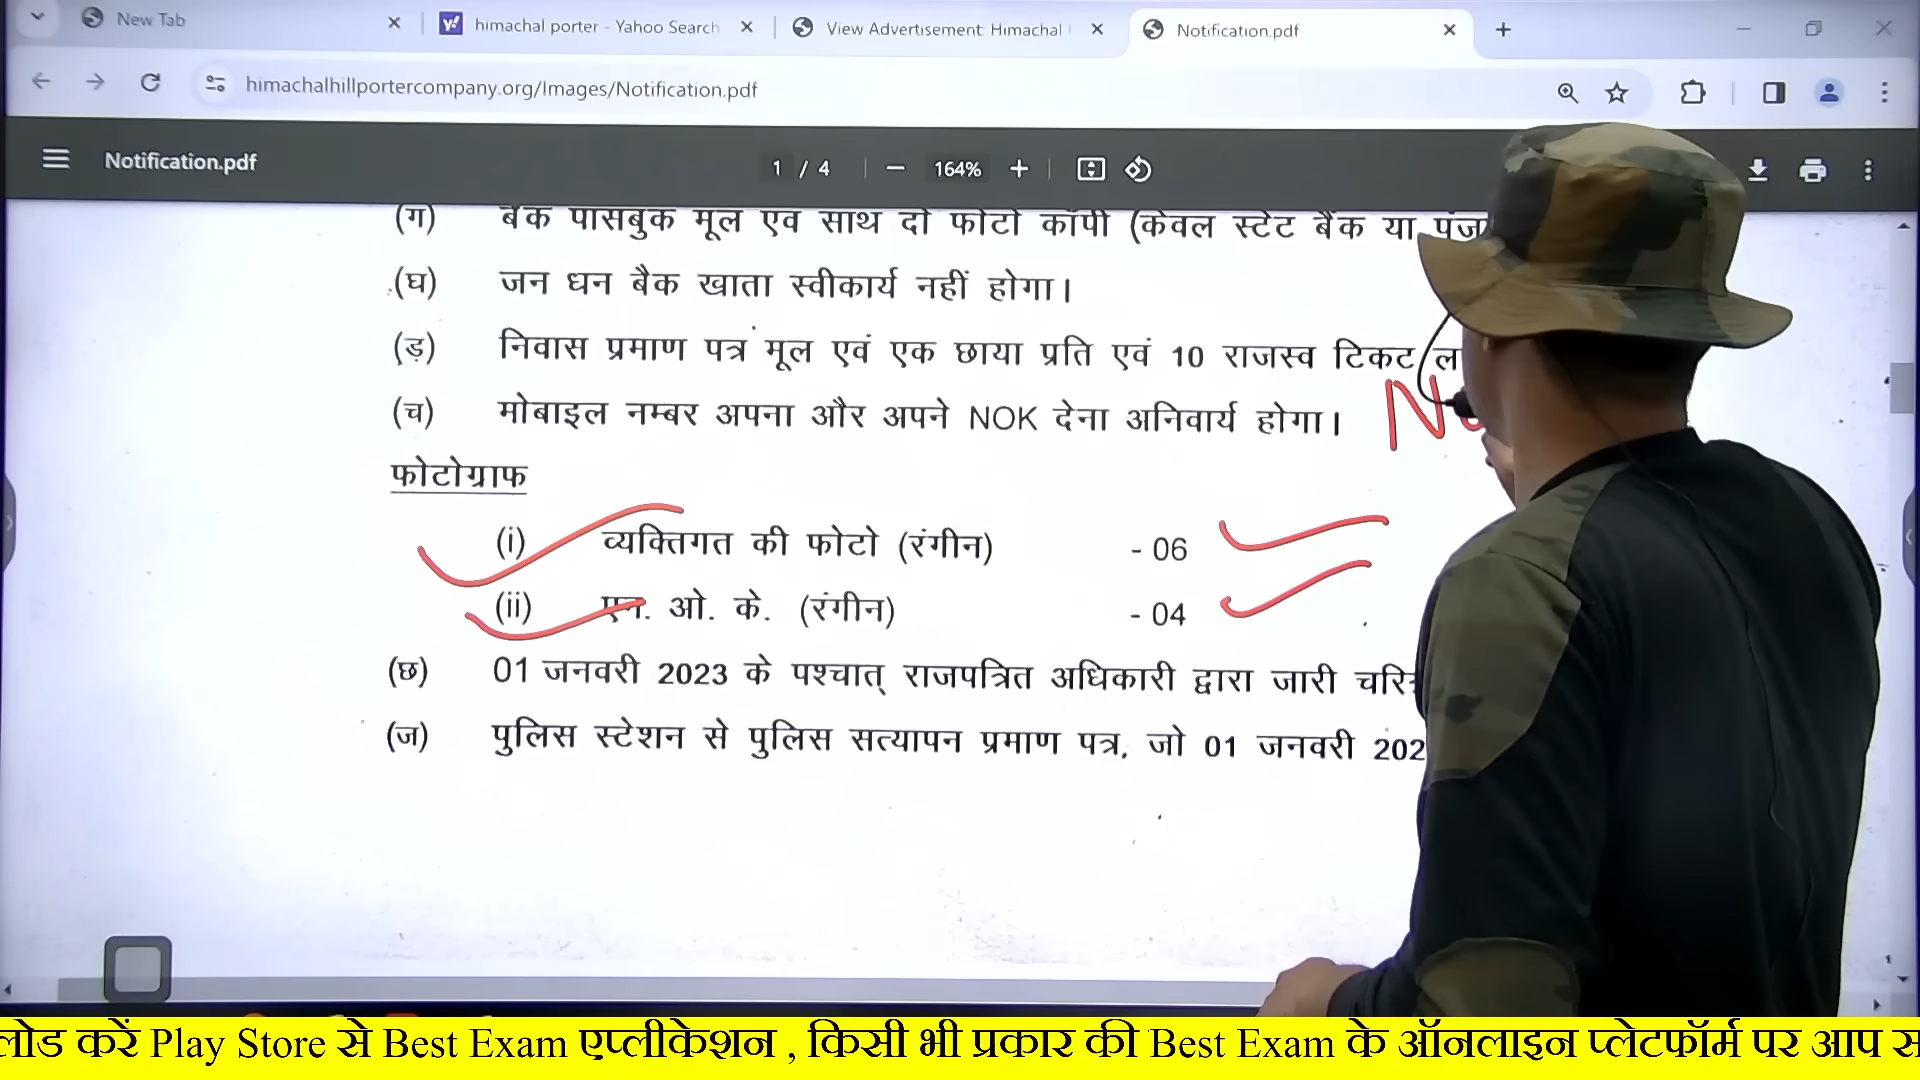 New Tab
himachal porter - Yahoo Search
View Advertisement: Himachal
Notification.pdf
himachalhillportercompany.org/Images/Notification.pdf
Notification.pdf
1 / 4
164%
(ग) बैंक पासबुक मूल एवं साथ दो फोटो कॉपी (केवल स्टेट बैंक या पंज
(घ) जन धन बैक खाता स्वीकार्य नहीं होगा।
(ड़) निवास प्रमाण पत्रं मूल एवं एक छाया प्रति एवं 10 राजस्व टिकट ल
(च) मोबाइल नम्बर अपना और अपने NOK देना अनिवार्य होगा।
फोटोग्राफ
(i) व्यक्तिगत की फोटो (रंगीन) - 06
(ii) एन. ओ. के. (रंगीन) - 04
(छ) 01 जनवरी 2023 के पश्चात् राजपत्रित अधिकारी द्वारा जारी
(ज) पुलिस स्टेशन से पुलिस सत्यापन प्रमाण पत्र, जो 01 जनवरी 202
लोड करें Play Store से Best Exam एप्लीकेशन , किसी भी प्रकार की Best Exam के ऑनलाइन प्लेटफॉर्म पर आप स